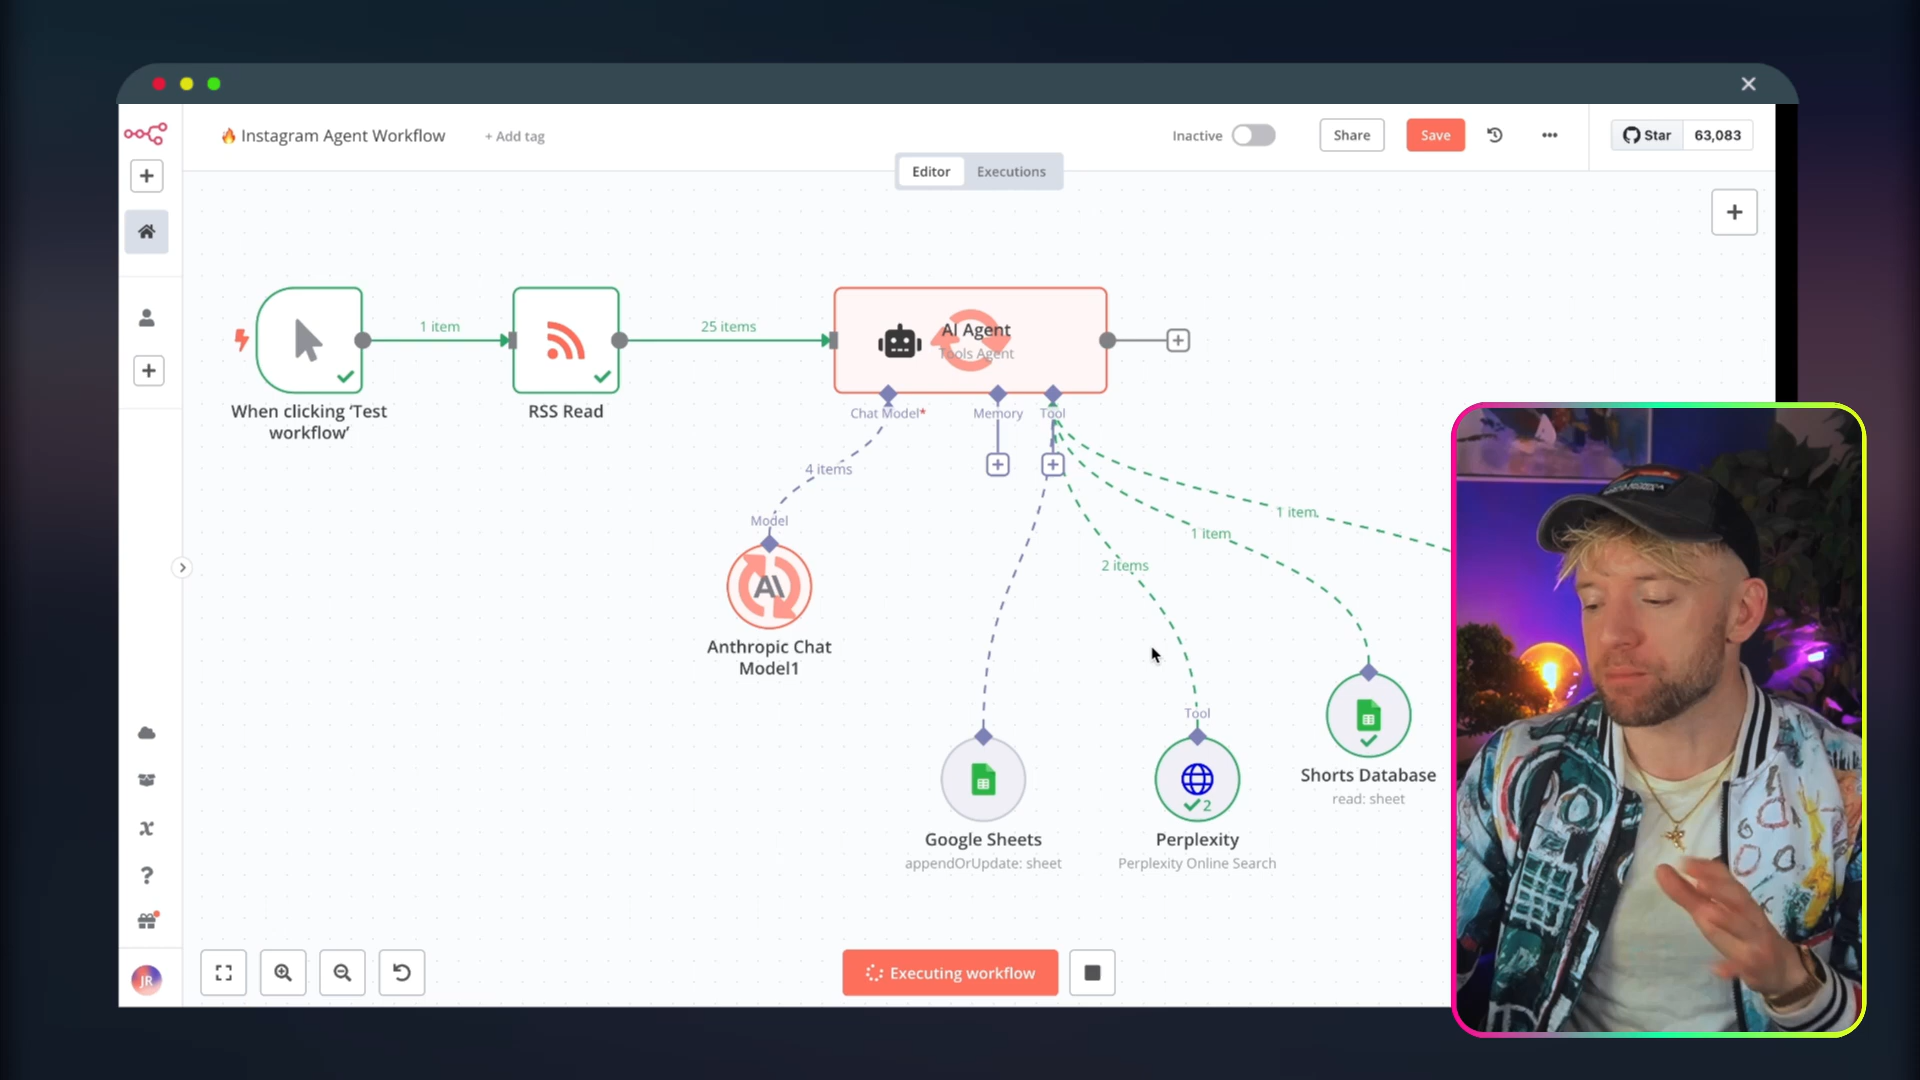 🔥 Instagram Agent Workflow
+ Add tag
Inactive
Share
Save
Star
63,083
Editor
Executions
1 item
25 items
AI Agent
Tools Agent
When clicking ‘Test
workflow’
RSS Read
Chat Model*
Memory
Tool
4 items
1 item
1 item
2 items
Model
Anthropic Chat
Model1
Tool
2
Google Sheets
appendOrUpdate: sheet
Perplexity
Perplexity Online Search
Shorts Database
read: sheet
JR
Executing workflow